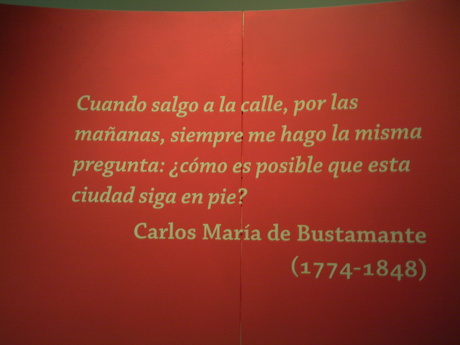 Cuando salgo a la calle, por las
mañanas, siempre me hago la misma
pregunta: ¿cómo es posible que esta
ciudad siga en pie?
Carlos María de Bustamante
(1774-1848)